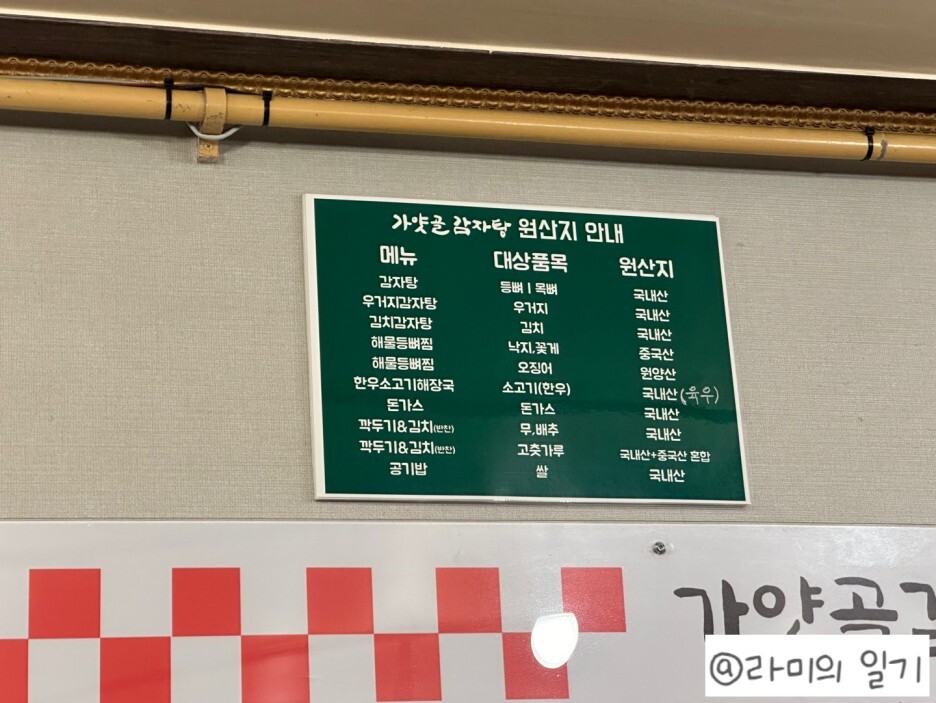 가얏골 감자탕 원산지 안내
메뉴 대상품목 원산지
감자탕 등뼈 | 목뼈 국내산
우거지감자탕 우거지 국내산
김치감자탕 김치 국내산
해물등뼈찜 낙지,꽃게 중국산
해물등뼈찜 오징어 원양산
한우소고기해장국 소고기(한우) 국내산(육우)
돈가스 돈가스 국내산
깍두기&김치(반찬) 무,배추 국내산
깍두기&김치(반찬) 고춧가루 국내산+중국산 혼합
공기밥 쌀 국내산
가얏골
@라미의 일기